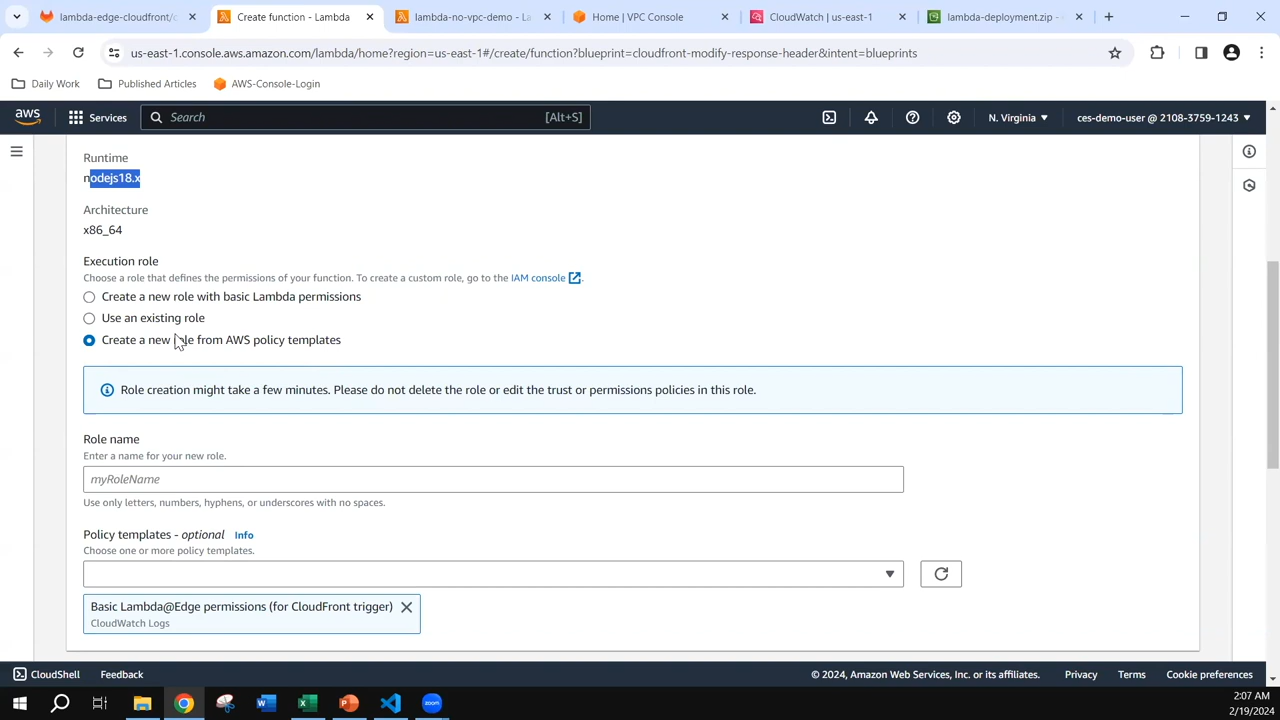 lambda-edge-cloudfront/c
Create function - Lambda
lambda-no-vpc-demo - La
Home | VPC Console
CloudWatch | us-east-1
lambda-deployment.zip - A
us-east-1.console.aws.amazon.com/lambda/home?region=us-east-1#/create/function?blueprint=cloudfront-modify-response-header&intent=blueprints
Daily Work
Published Articles
AWS-Console-Login
aws
Services
Search
[Alt+S]
N. Virginia
ces-demo-user @ 2108-3759-1243
Runtime
nodejs18.x
Architecture
x86_64
Execution role
Choose a role that defines the permissions of your function. To create a custom role, go to the IAM console.
Create a new role with basic Lambda permissions
Use an existing role
Create a new role from AWS policy templates
Role creation might take a few minutes. Please do not delete the role or edit the trust or permissions policies in this role.
Role name
Enter a name for your new role.
myRoleName
Use only letters, numbers, hyphens, or underscores with no spaces.
Policy templates - optional Info
Choose one or more policy templates.
Basic Lambda@Edge permissions (for CloudFront trigger)
CloudWatch Logs
CloudShell
Feedback
© 2024, Amazon Web Services, Inc. or its affiliates.
Privacy
Terms
Cookie preferences
zoom
2:07 AM
2/19/2024